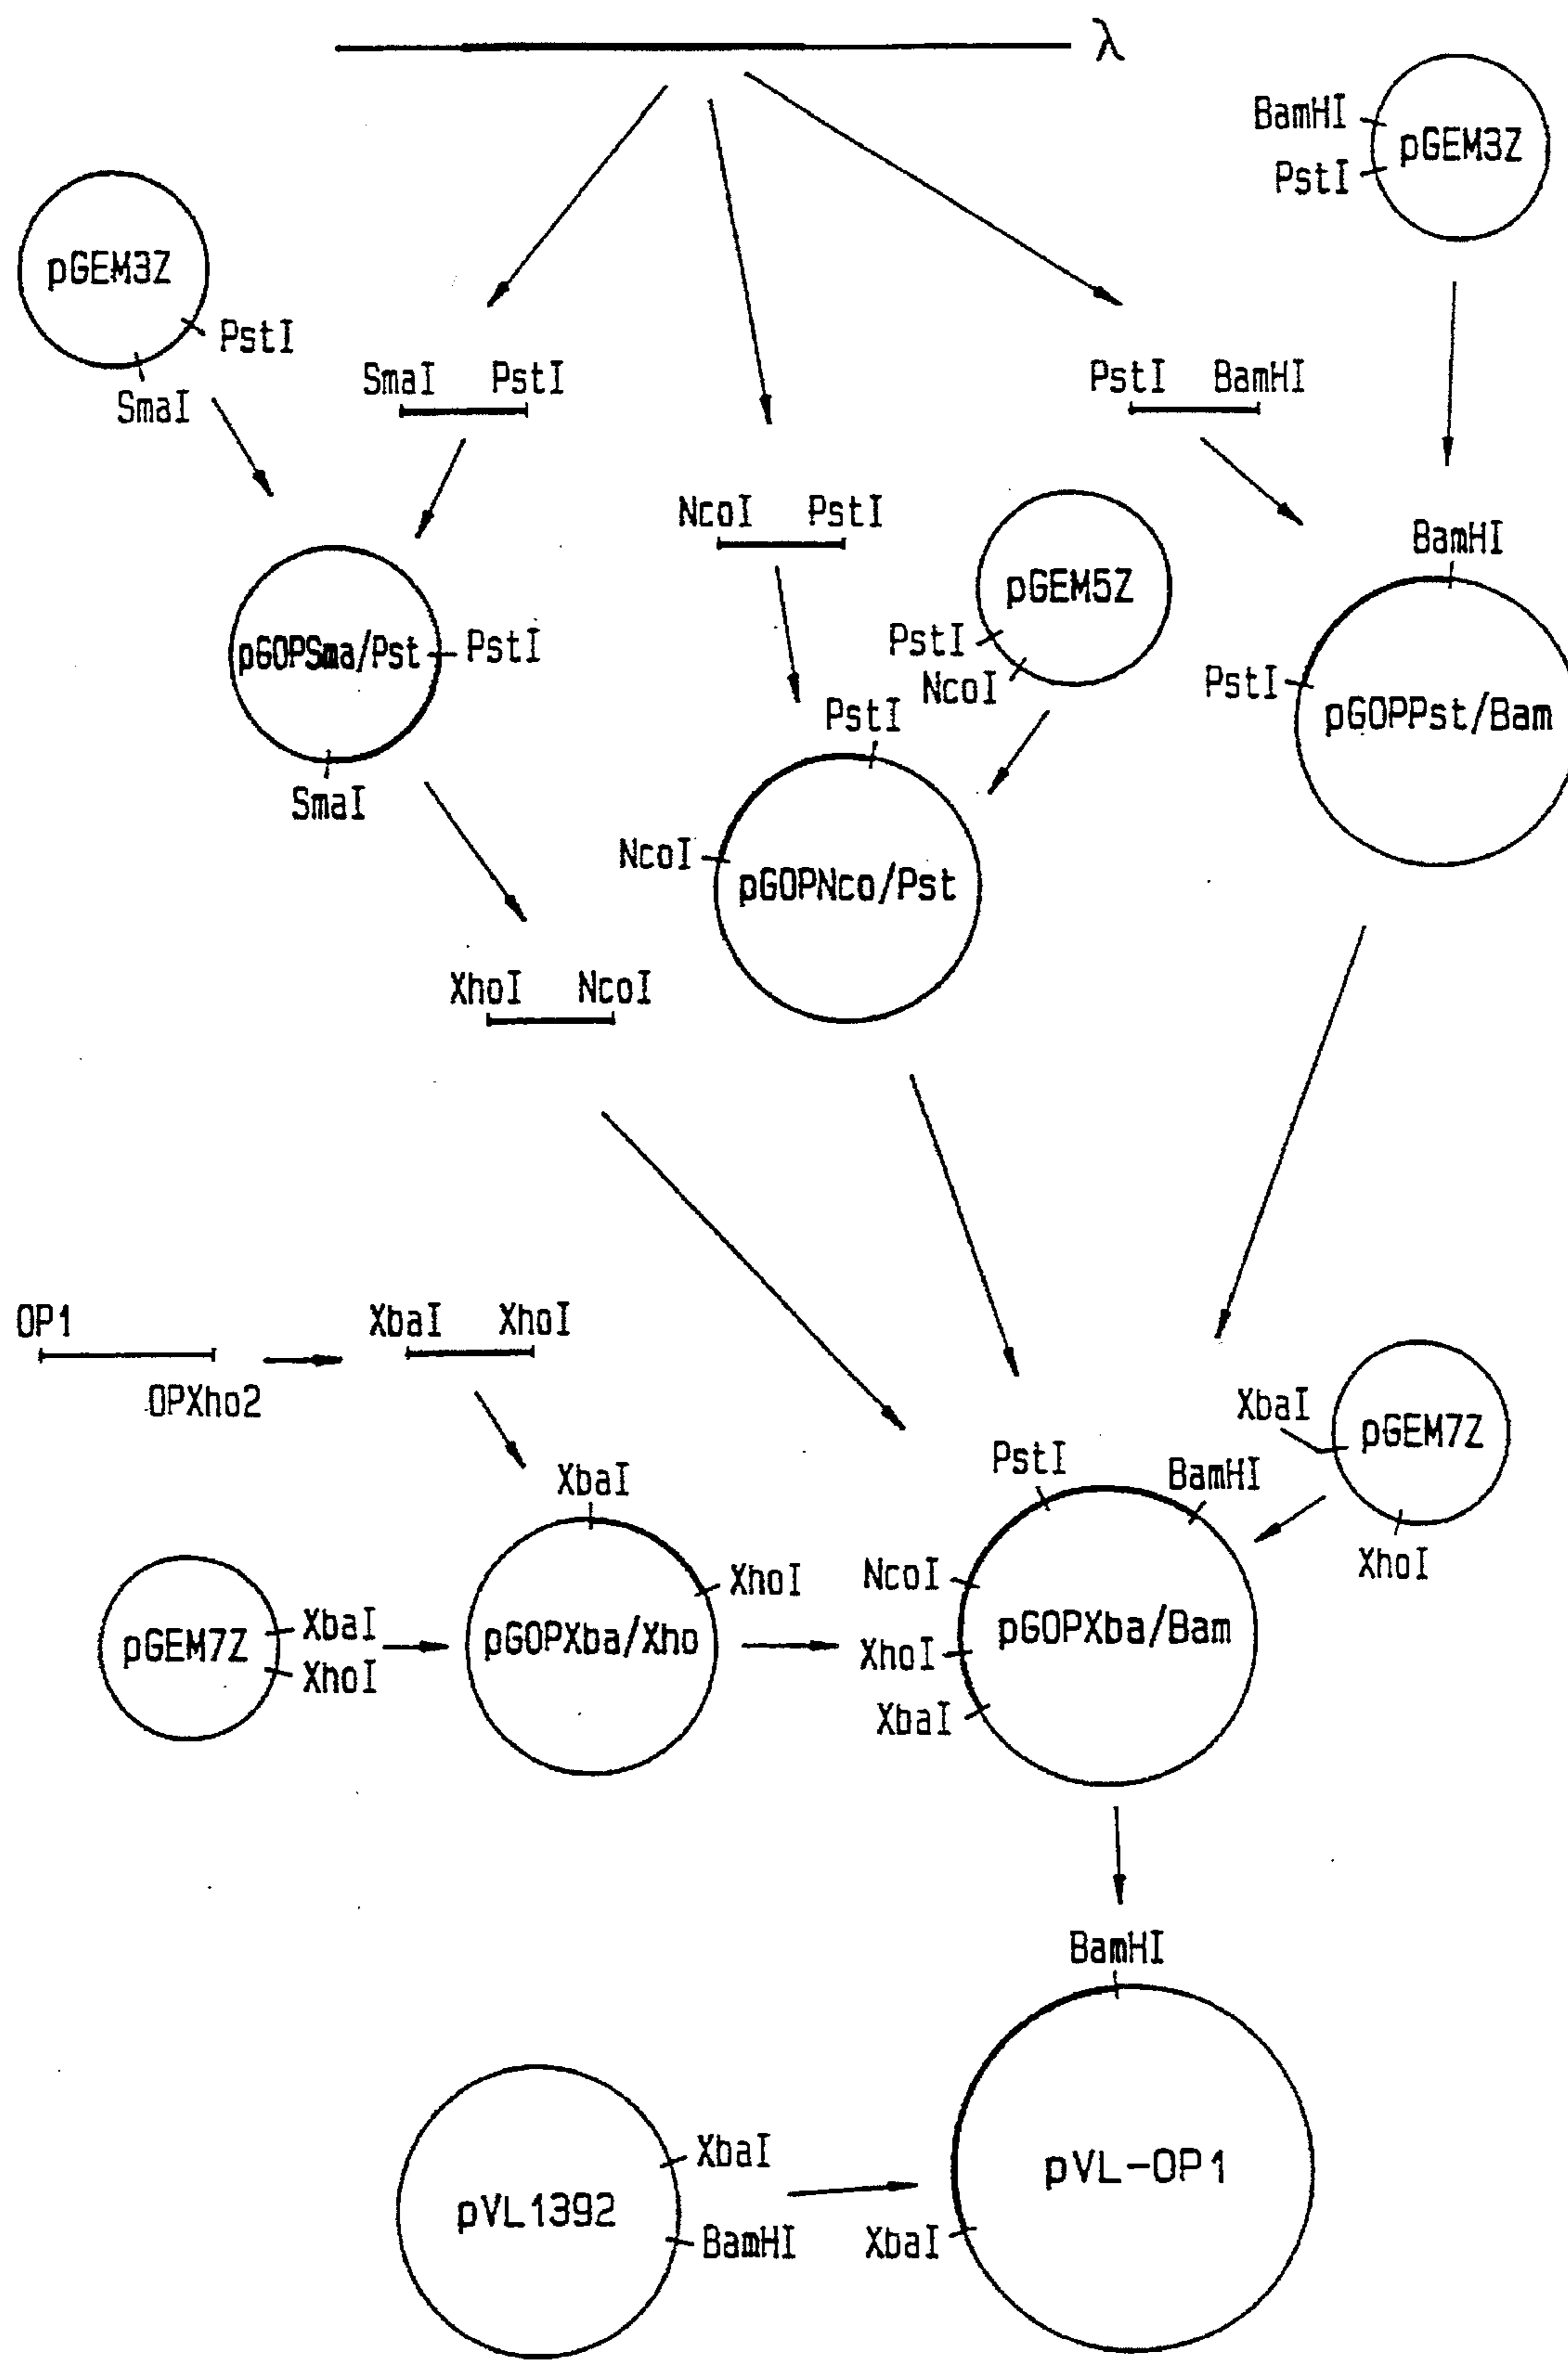 λ
BamHI
pGEM3Z
PstI
pGEM3Z
PstI
SmaI
SmaI PstI
PstI BamHI
NcoI PstI
pGEM5Z
PstI
NcoI
BamHI
PstI
pGOPPst/Bam
pGOPSma/Pst
PstI
SmaI
PstI
NcoI
pGOPNco/Pst
XhoI NcoI
OP1
OPXho2
XbaI XhoI
XbaI
pGEM7Z
XhoI
XbaI
XhoI
pGOPXba/Xho
pGEM7Z
XbaI
XhoI
PstI
BamHI
NcoI
XhoI
XbaI
pGOPXba/Bam
BamHI
pVL-OP1
XbaI
pVL1392
XbaI
BamHI